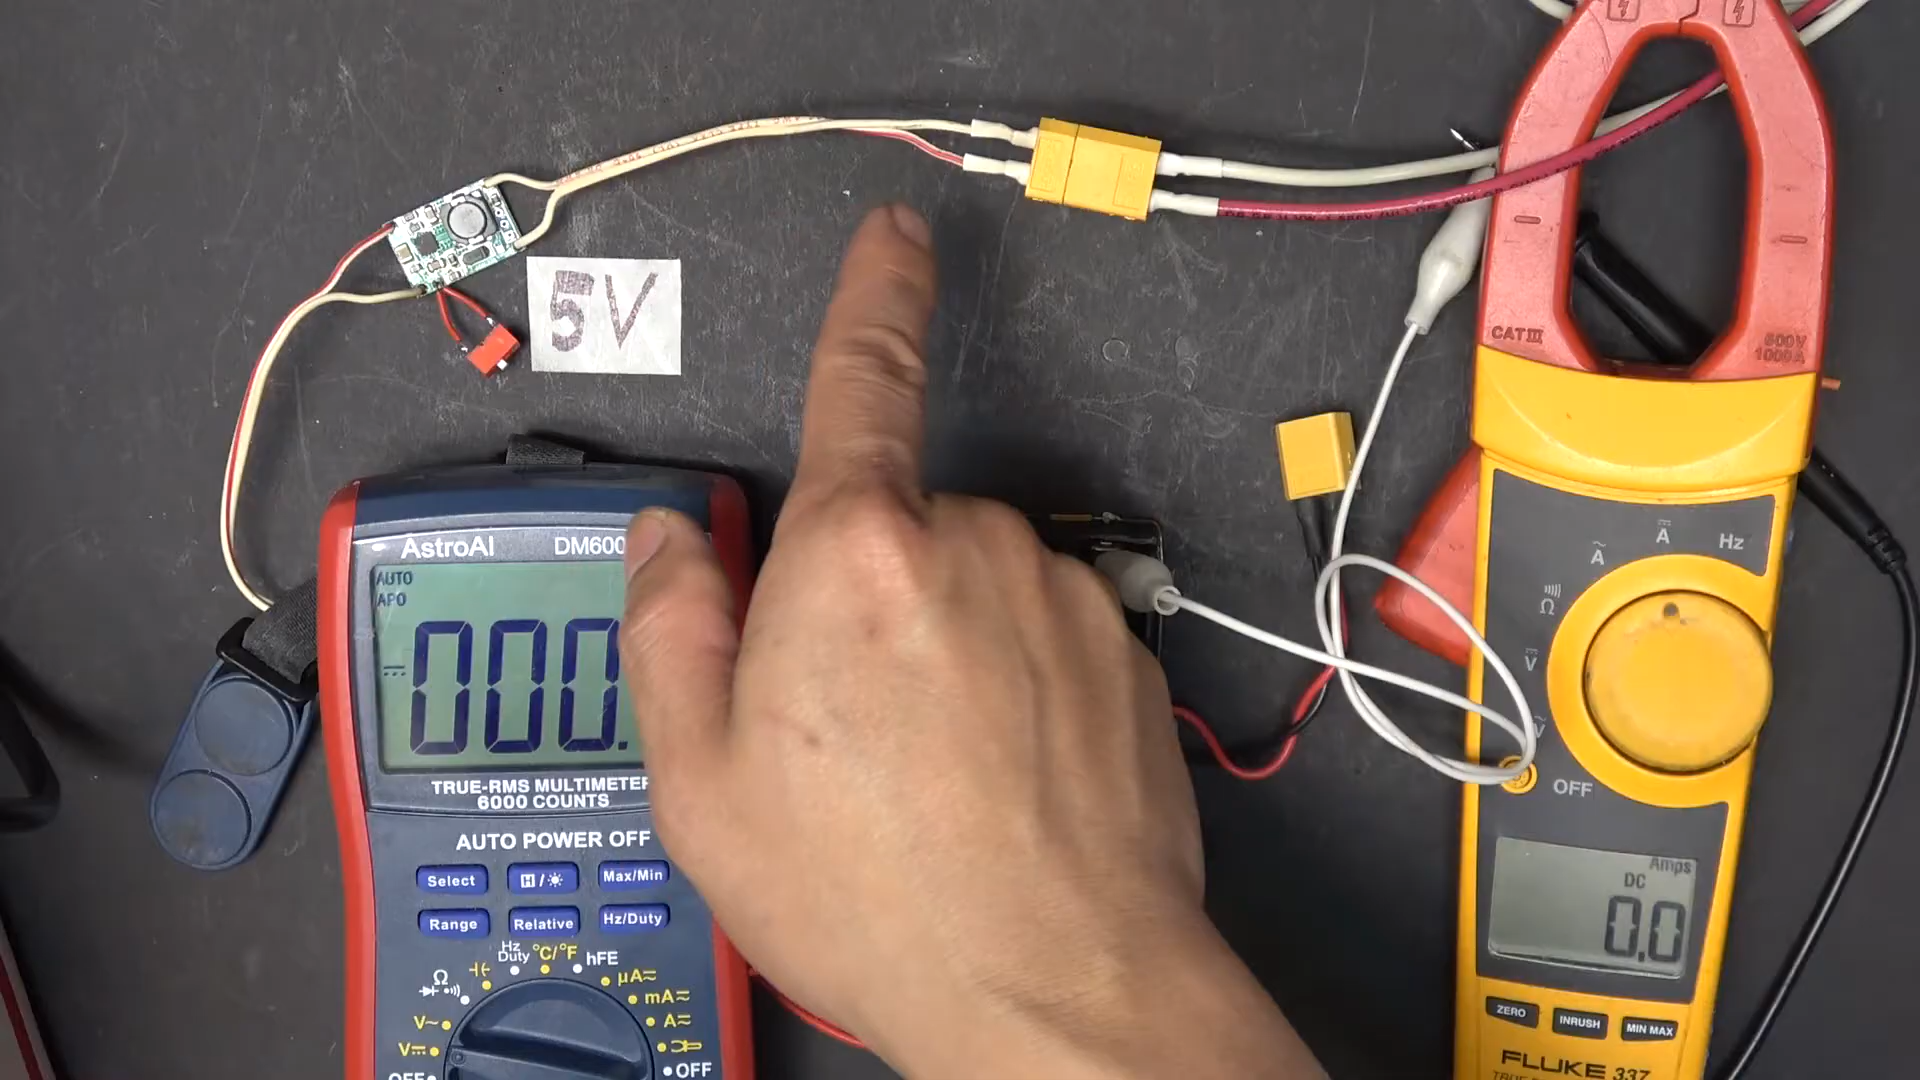 5V
CAT III
600V
1000A
AstroAI DM600
AUTO
APO
000.
TRUE-RMS MULTIMETER
6000 COUNTS
AUTO POWER OFF
Select
H/☀
Max/Min
Range
Relative
Hz/Duty
Hz
Duty
°C/°F
hFE
Ω
µA
mA
A
V~
V
OFF
OFF
A
A
Hz
Ω
V
V
OFF
Amps
DC
0.0
ZERO
INRUSH
MIN MAX
FLUKE 337